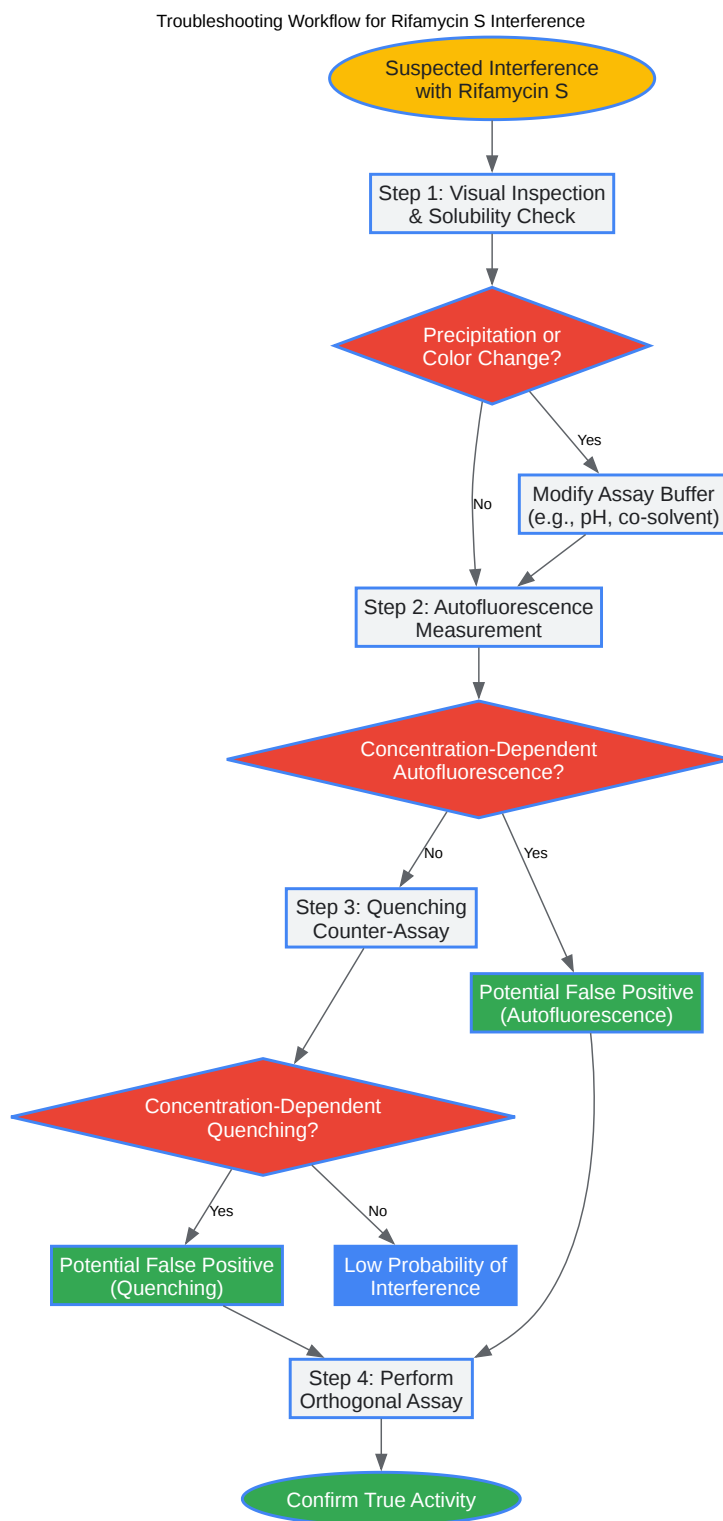 Troubleshooting Workflow for Rifamycin S Interference
Suspected Interference
with Rifamycin S
Step 1: Visual Inspection
& Solubility Check
Precipitation or
Color Change?
Yes
No
Modify Assay Buffer
(e.g., pH, co-solvent)
Step 2: Autofluorescence
Measurement
Concentration-Dependent
Autofluorescence?
No
Yes
Step 3: Quenching
Counter-Assay
Potential False Positive
(Autofluorescence)
Concentration-Dependent
Quenching?
Yes
No
Potential False Positive
(Quenching)
Low Probability of
Interference
Step 4: Perform
Orthogonal Assay
Confirm True Activity